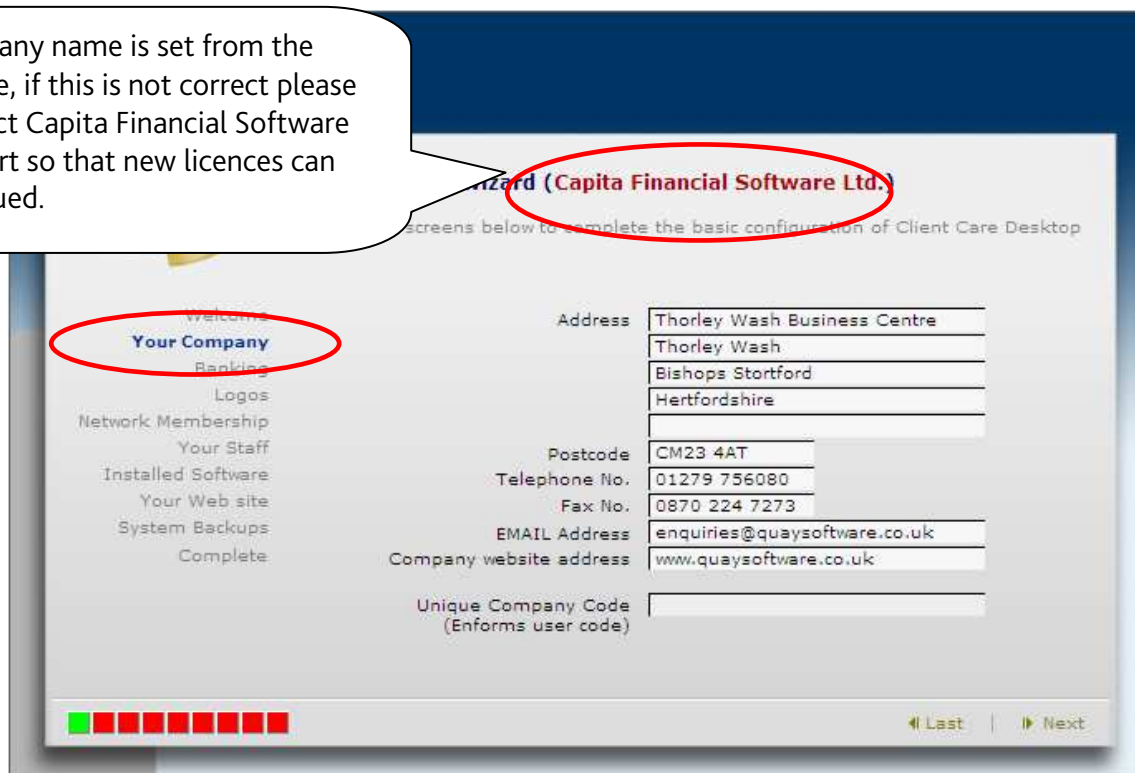 any name is set from the
e, if this is not correct please
ct Capita Financial Software
rt so that new licences can
ued.
izard (Capita Financial Software Ltd.)
screens below to complete the basic configuration of Client Care Desktop
Welcome
Your Company
Banking
Logos
Network Membership
Your Staff
Installed Software
Your Web site
System Backups
Complete
Address Thorley Wash Business Centre
Thorley Wash
Bishops Stortford
Hertfordshire
Postcode CM23 4AT
Telephone No. 01279 756080
Fax No. 0870 224 7273
EMAIL Address enquiries@quaysoftware.co.uk
Company website address www.quaysoftware.co.uk
Unique Company Code
(Enforms user code)
Last | Next